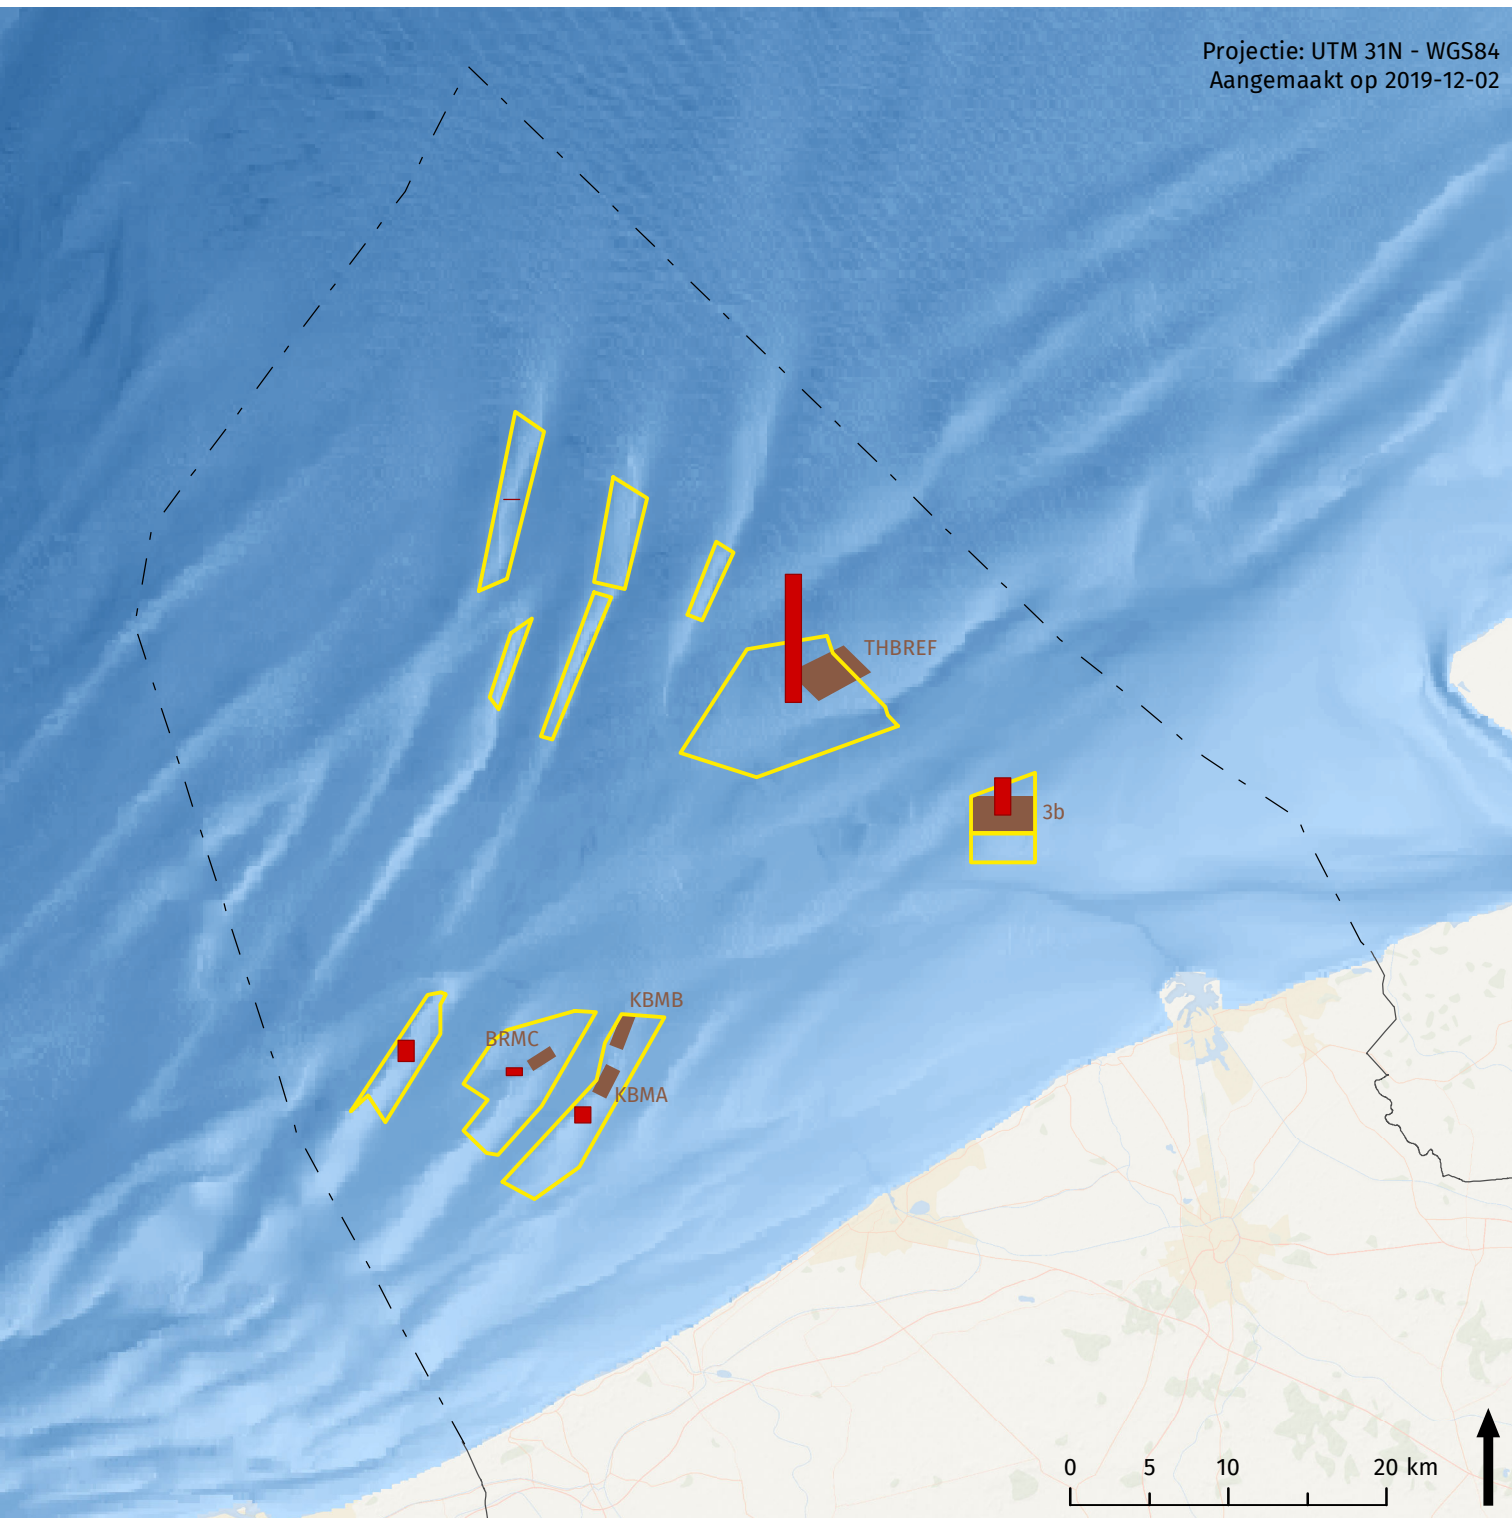 Projectie: UTM 31N - WGS84
Aangemaakt op 2019-12-02
THBREF
3b
KBMB
BRMC
KBMA
0 5 10 20 km